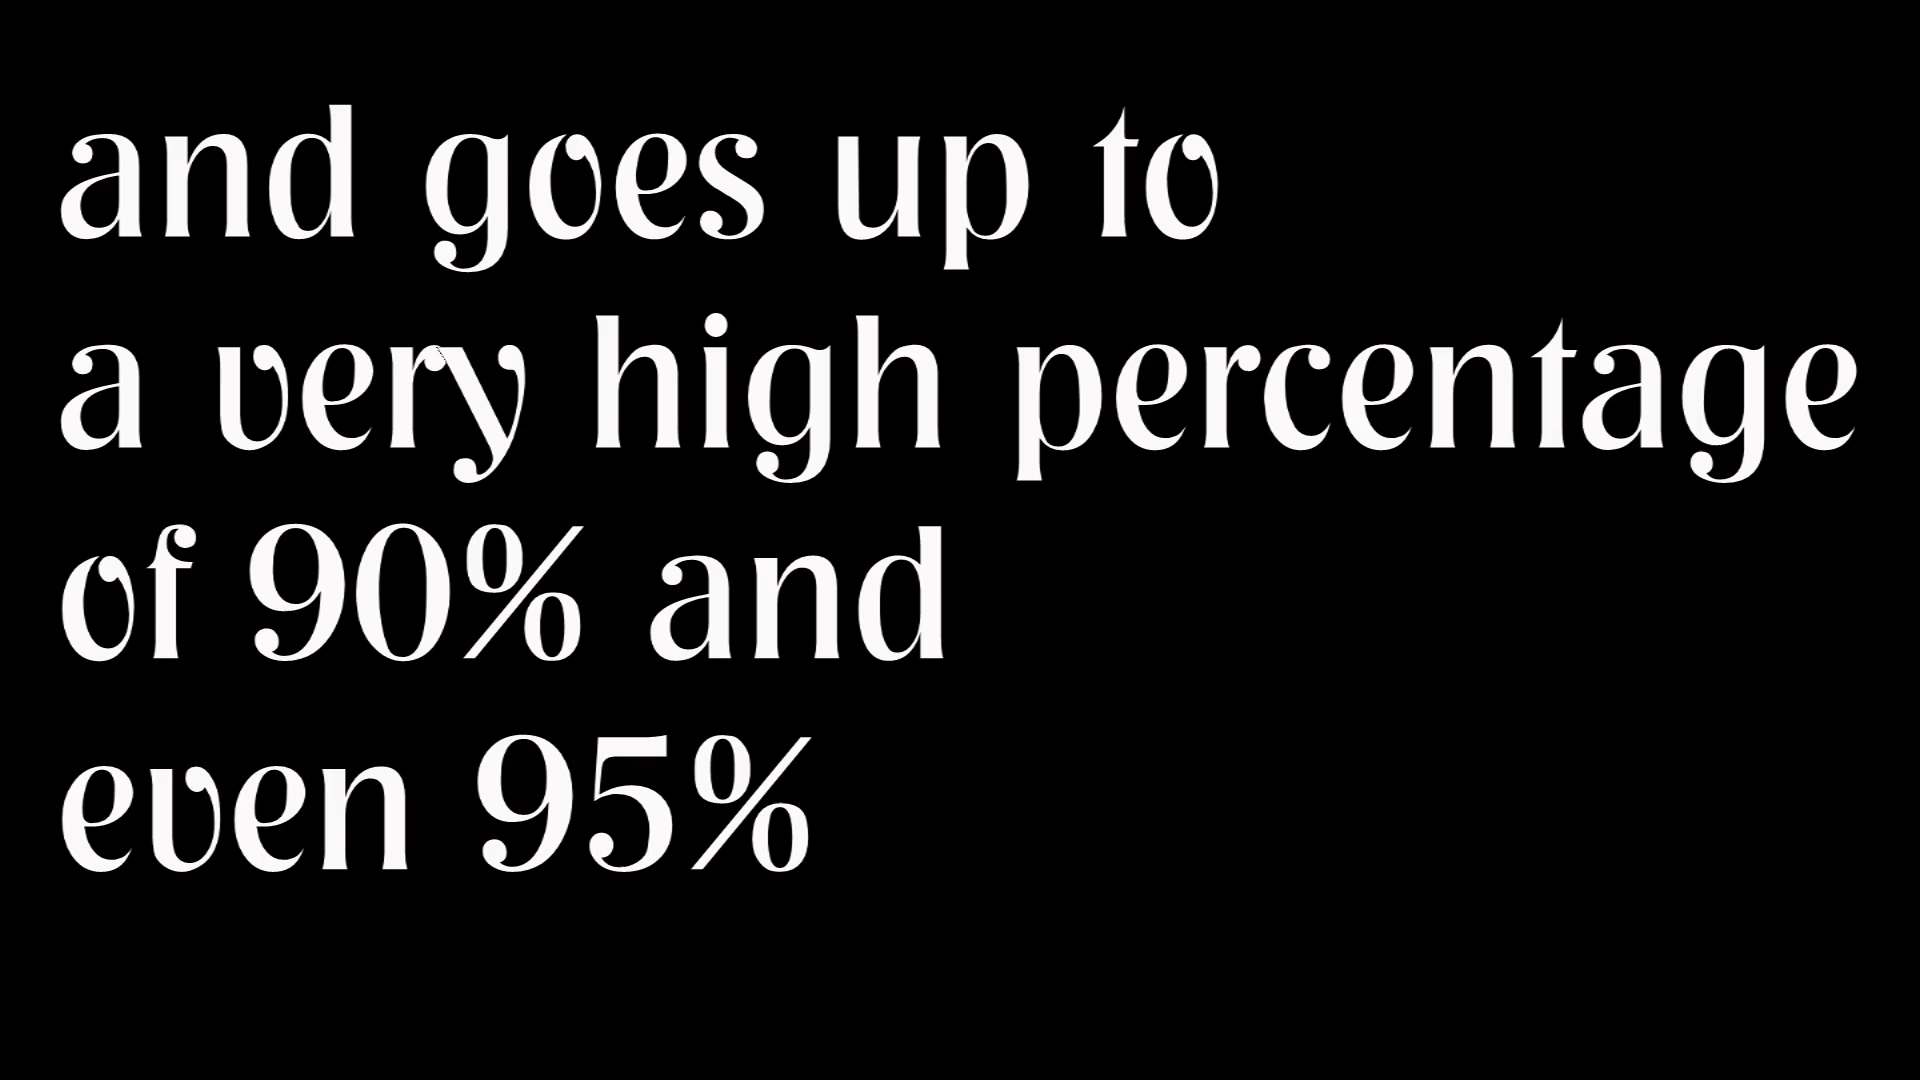 and goes up to
a very high percentage
of 90% and
even 95%